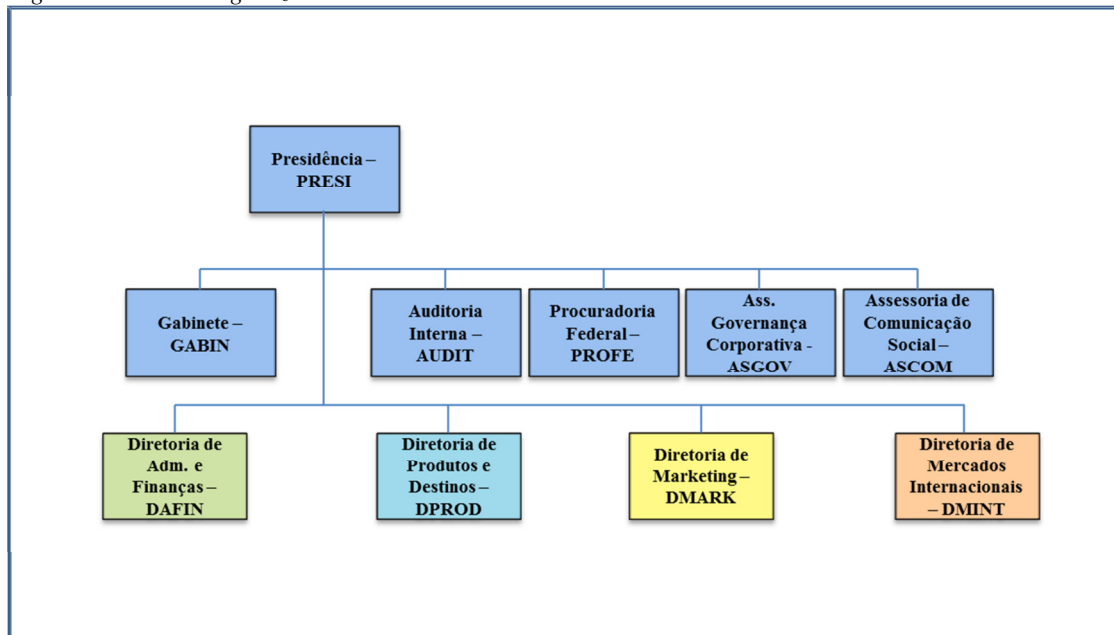 Presidência –
PRESI
Gabinete –
GABIN
Auditoria
Interna –
AUDIT
Procuradoria
Federal –
PROFE
Ass.
Governança
Corporativa -
ASGOV
Assessoria de
Comunicação
Social –
ASCOM
Diretoria de
Adm. e
Finanças –
DAFIN
Diretoria de
Produtos e
Destinos –
DPROD
Diretoria de
Marketing –
DMARK
Diretoria de
Mercados
Internacionais
– DMINT